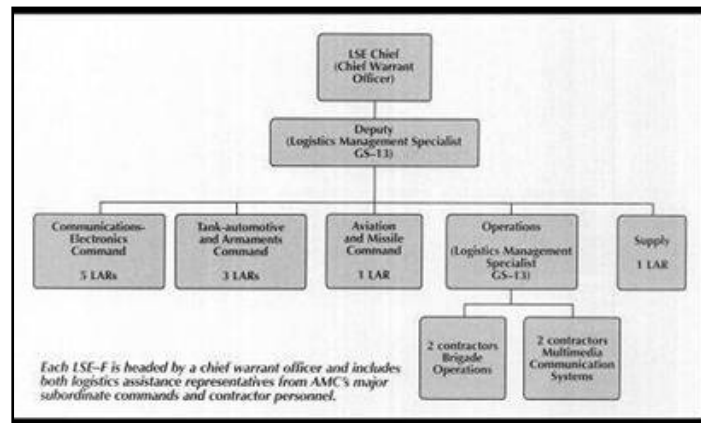 LSE Chief
(Chief Warrant
Officer)
Deputy
(Logistics Management Specialist
GS–13)
Communications-
Electronics
Command
5 LARs
Tank-automotive
and Armaments
Command
3 LARs
Aviation
and Missile
Command
1 LAR
Operations
(Logistics Management
Specialist
GS–13)
Supply
1 LAR
2 contractors
Brigade
Operations
2 contractors
Multimedia
Communication
Systems
Each LSE–F is headed by a chief warrant officer and includes
both logistics assistance representatives from AMC's major
subordinate commands and contractor personnel.